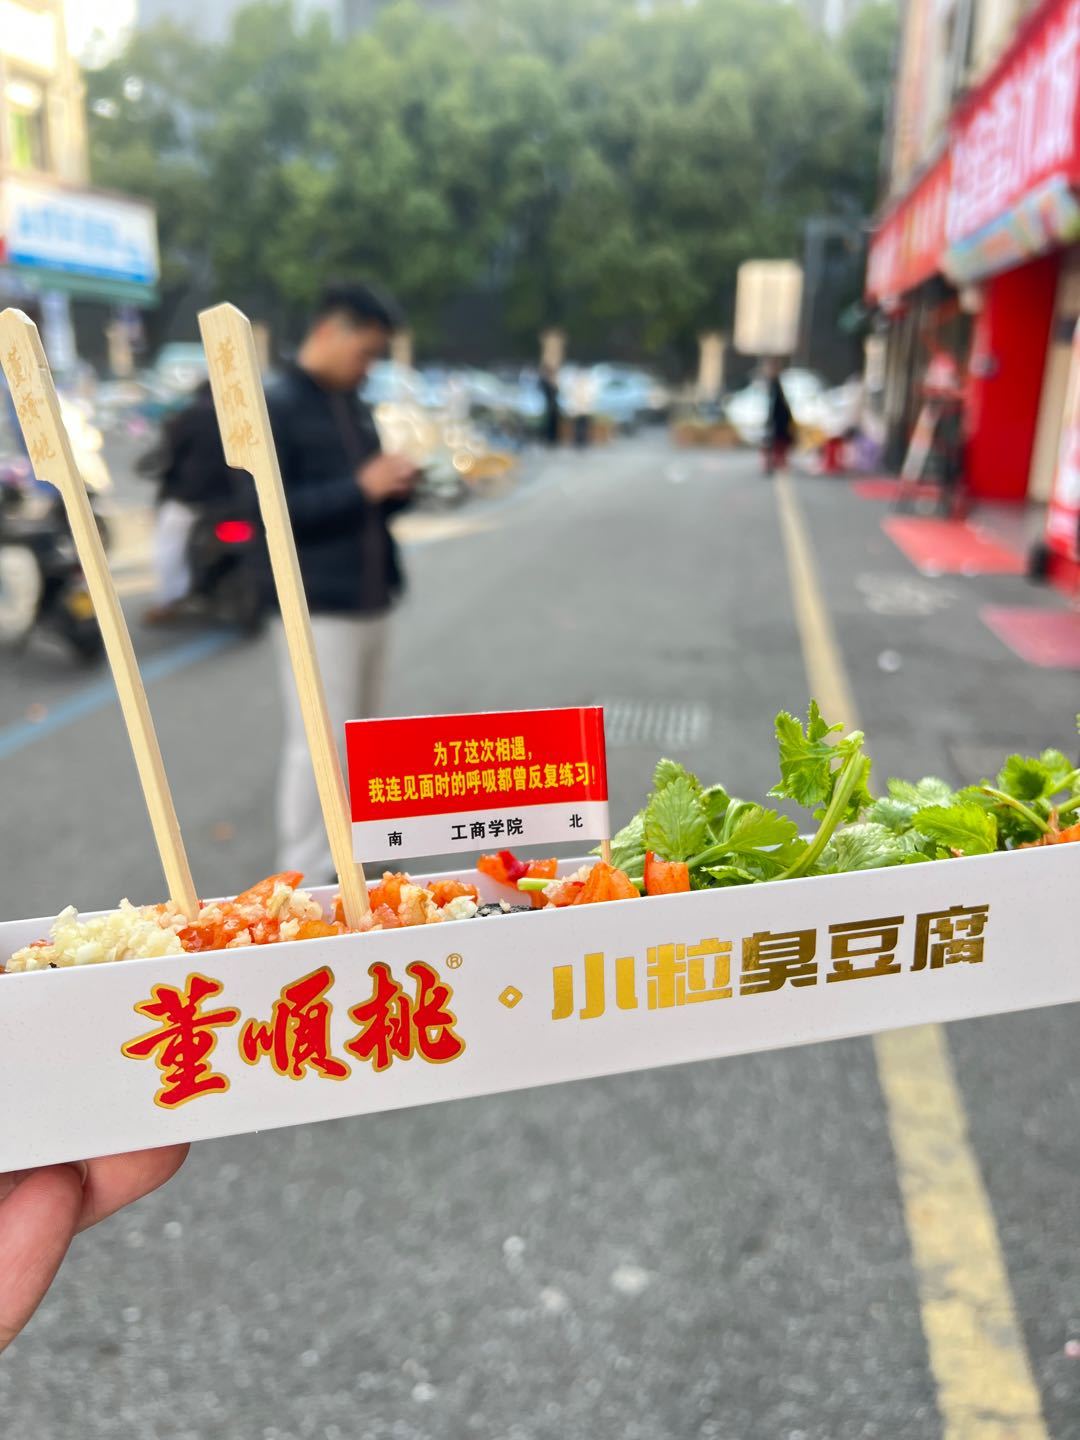 董顺桃
董顺桃
为了这次相遇，
我连见面时的呼吸都曾反复练习！
南 工商学院 北
董順桃® · 小粒臭豆腐